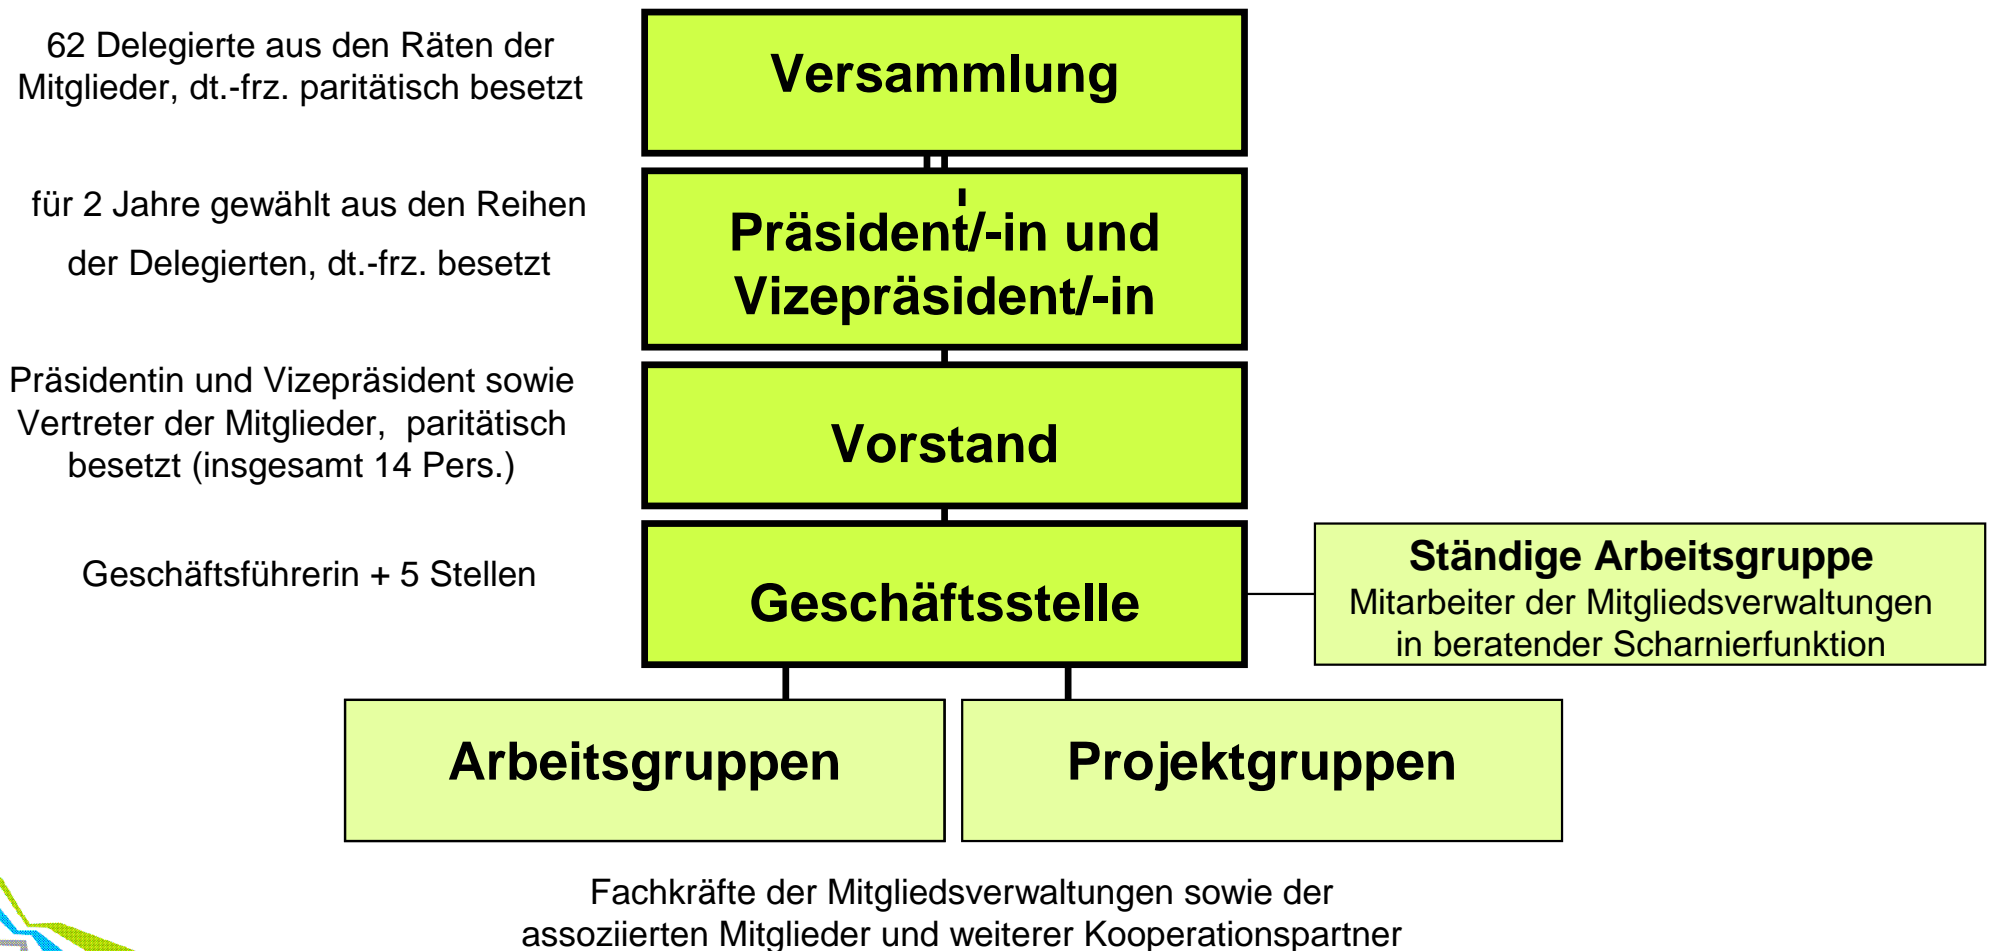 62 Delegierte aus den Räten der
Mitglieder, dt.-frz. paritätisch besetzt
Versammlung
für 2 Jahre gewählt aus den Reihen
der Delegierten, dt.-frz. besetzt
Präsident/-in und
Vizepräsident/-in
Präsidentin und Vizepräsident sowie
Vertreter der Mitglieder, paritätisch
besetzt (insgesamt 14 Pers.)
Vorstand
Geschäftsführerin + 5 Stellen
Geschäftsstelle
Ständige Arbeitsgruppe
Mitarbeiter der Mitgliedsverwaltungen
in beratender Scharnierfunktion
Arbeitsgruppen
Projektgruppen
Fachkräfte der Mitgliedsverwaltungen sowie der
assoziierten Mitglieder und weiterer Kooperationspartner